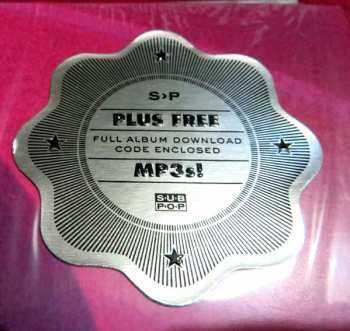 S>P
PLUS FREE
FULL ALBUM DOWNLOAD
CODE ENCLOSED
MP3s!
SUB
POP